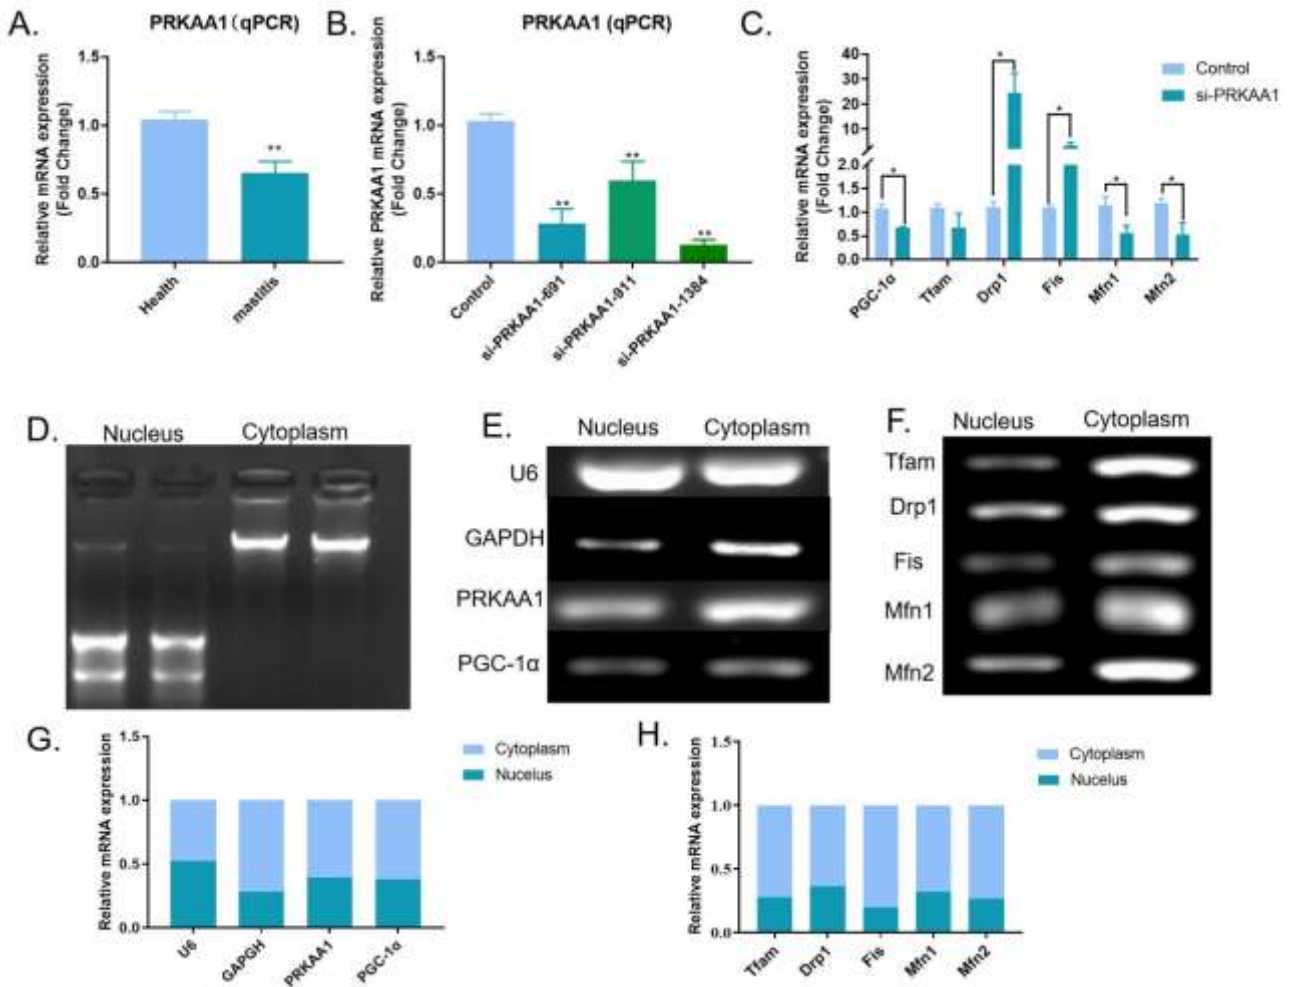 A.
PRKAA1(qPCR)
Relative mRNA expression
(Fold Change)
1.5
1.0
0.5
0.0
**
Health
mastitis
B.
PRKAA1 (qPCR)
Relative PRKAA1 mRNA expression
(Fold Change)
1.5
1.0
0.5
0.0
**
**
**
Control
si-PRKAA1-691
si-PRKAA1-911
si-PRKAA1-1384
C.
Relative mRNA expression
(Fold Change)
40
30
20
10
2.0
1.5
1.0
0.5
0.0
*
*
*
*
*
PGC-1α
Tfam
Drp1
Fis
Mfn1
Mfn2
Control
si-PRKAA1
D.
Nucleus Cytoplasm
E.
Nucleus Cytoplasm
U6
GAPDH
PRKAA1
PGC-1α
F.
Nucleus Cytoplasm
Tfam
Drp1
Fis
Mfn1
Mfn2
G.
Relative mRNA expression
1.5
1.0
0.5
0.0
U6
GAPGH
PRKAA1
PGC-1α
Cytoplasm
Nucelus
H.
Relative mRNA expression
1.5
1.0
0.5
0.0
Tfam
Drp1
Fis
Mfn1
Mfn2
Cytoplasm
Nucelus